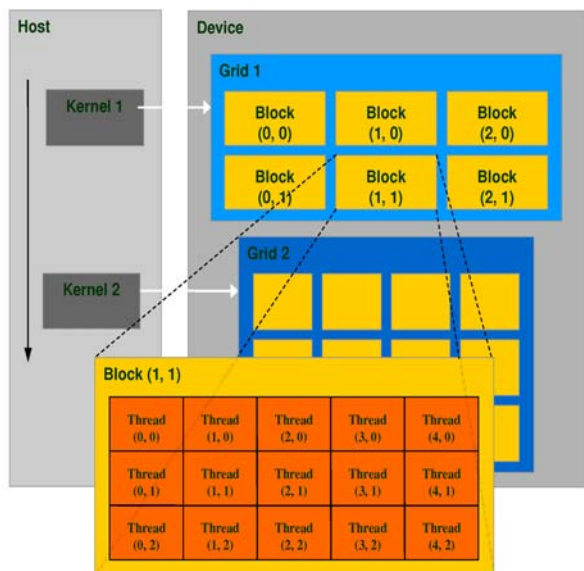 Host
Device
Grid 1
Kernel 1
Block
(0, 0)
Block
(1, 0)
Block
(2, 0)
Block
(0, 1)
Block
(1, 1)
Block
(2, 1)
Grid 2
Kernel 2
Block (1, 1)
Thread
(0, 0)
Thread
(1, 0)
Thread
(2, 0)
Thread
(3, 0)
Thread
(4, 0)
Thread
(0, 1)
Thread
(1, 1)
Thread
(2, 1)
Thread
(3, 1)
Thread
(4, 1)
Thread
(0, 2)
Thread
(1, 2)
Thread
(2, 2)
Thread
(3, 2)
Thread
(4, 2)